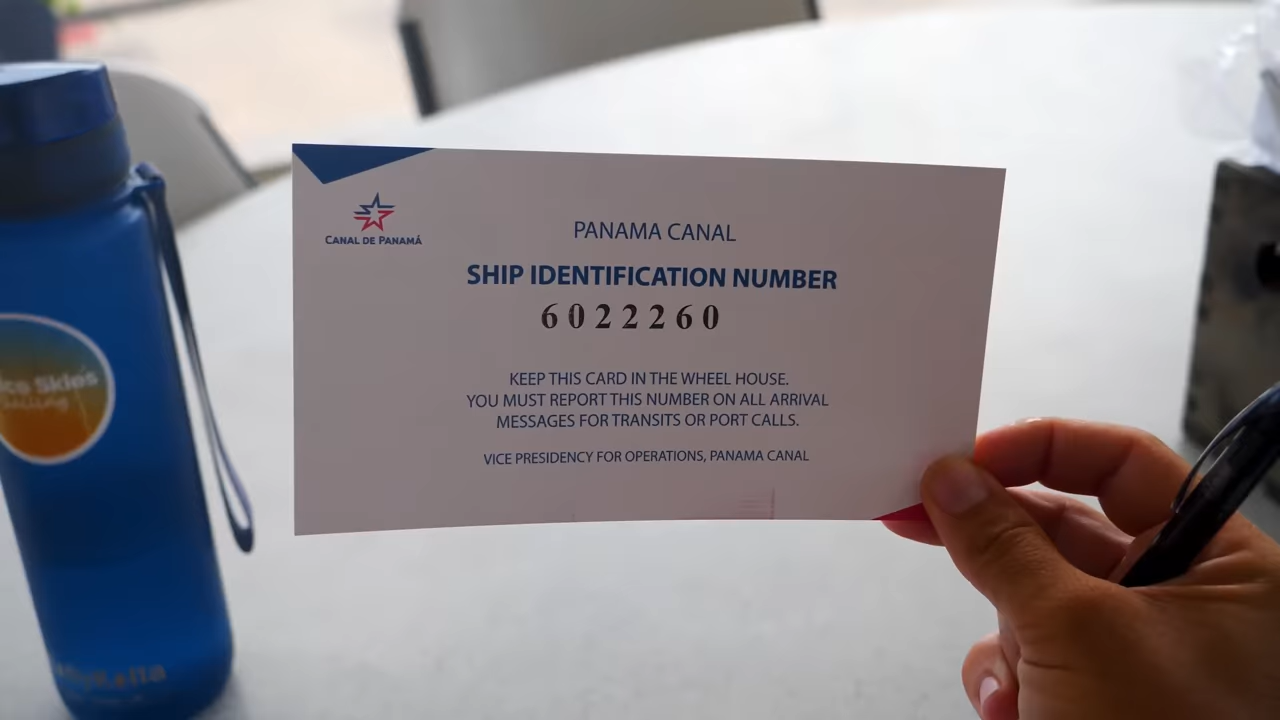 CANAL DE PANAMÁ
PANAMA CANAL
SHIP IDENTIFICATION NUMBER
6022260
KEEP THIS CARD IN THE WHEEL HOUSE.
YOU MUST REPORT THIS NUMBER ON ALL ARRIVAL
MESSAGES FOR TRANSITS OR PORT CALLS.
VICE PRESIDENCY FOR OPERATIONS, PANAMA CANAL
Skies